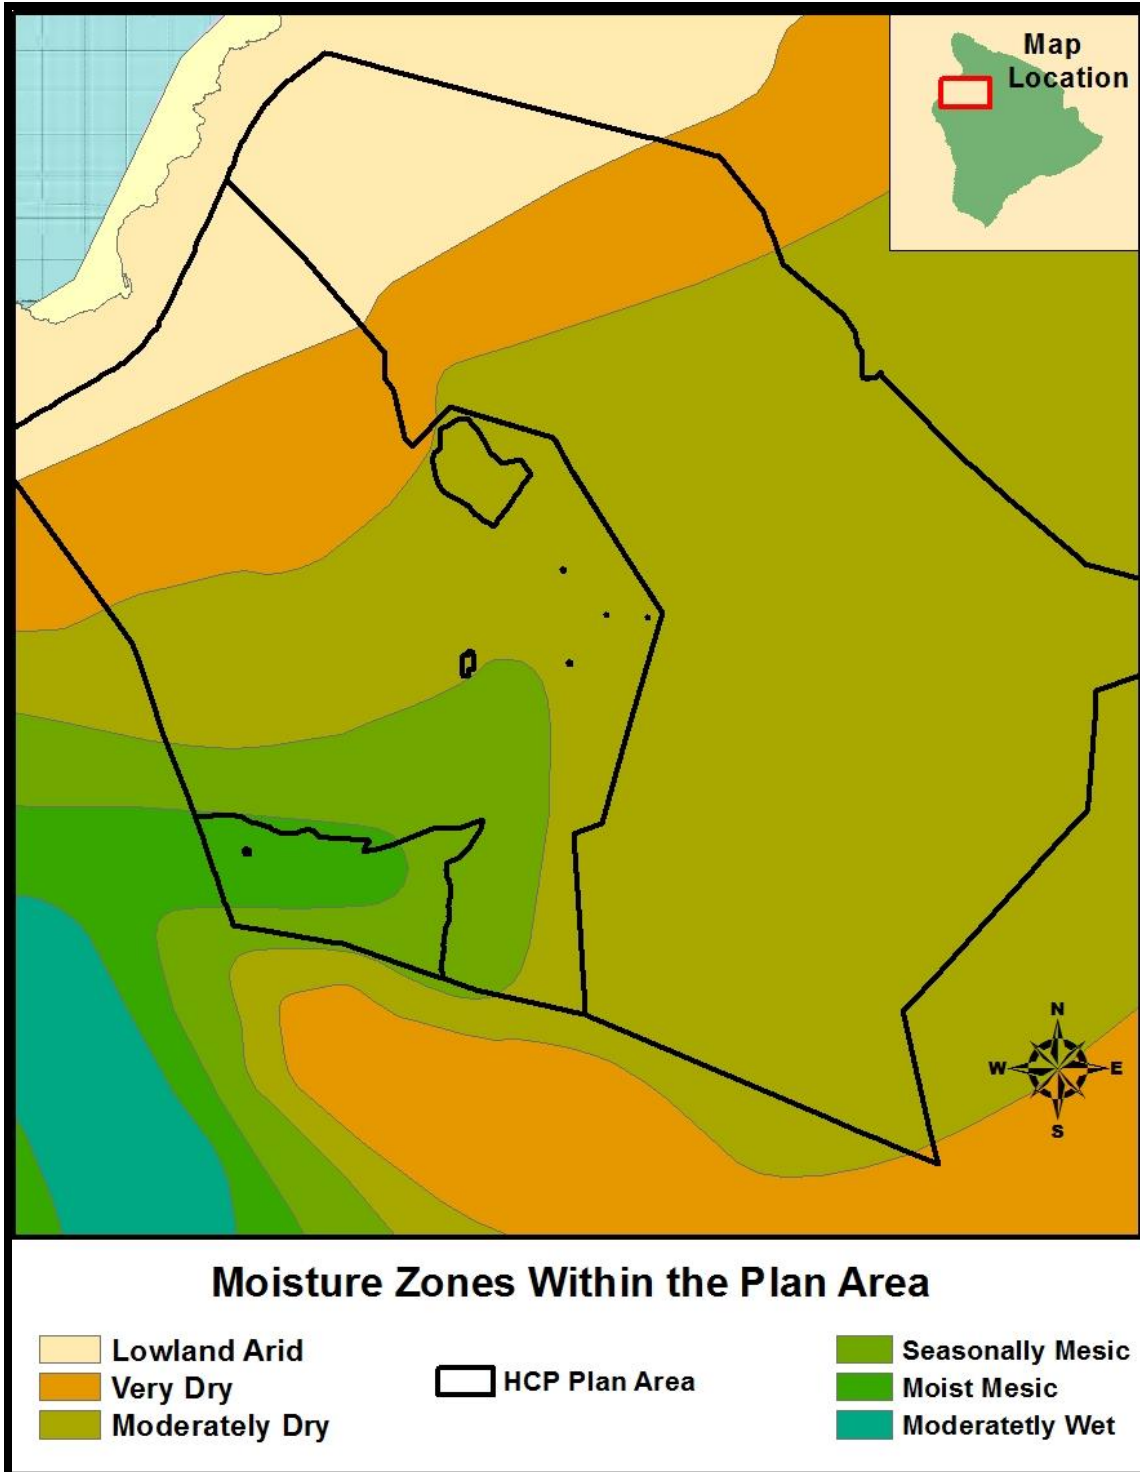 Map
Location
N
W
E
S
Moisture Zones Within the Plan Area
Lowland Arid
Very Dry
Moderately Dry
HCP Plan Area
Seasonally Mesic
Moist Mesic
Moderatetly Wet